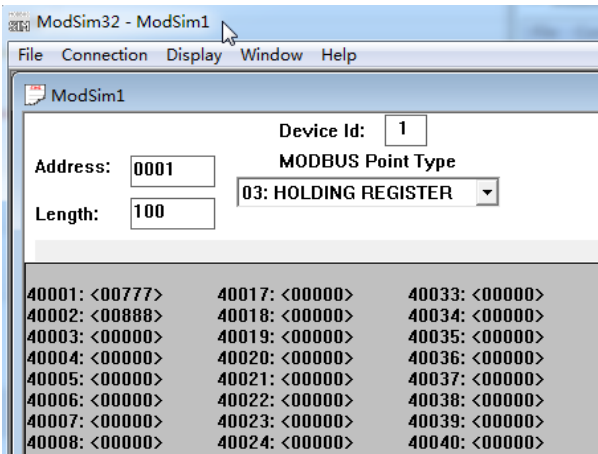 ModSim32 - ModSim1
File Connection Display Window Help
ModSim1
Device Id: 1
Address: 0001
MODBUS Point Type
03: HOLDING REGISTER
Length: 100
40001: <00777> 40017: <00000> 40033: <00000>
40002: <00888> 40018: <00000> 40034: <00000>
40003: <00000> 40019: <00000> 40035: <00000>
40004: <00000> 40020: <00000> 40036: <00000>
40005: <00000> 40021: <00000> 40037: <00000>
40006: <00000> 40022: <00000> 40038: <00000>
40007: <00000> 40023: <00000> 40039: <00000>
40008: <00000> 40024: <00000> 40040: <00000>